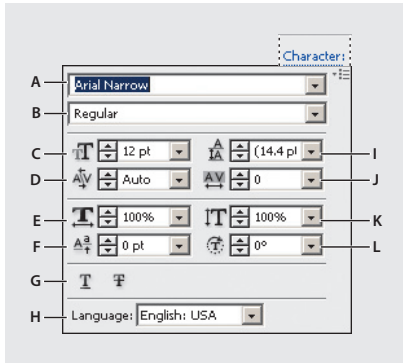 Character:
A Arial Narrow
B Regular
C 12 pt (14.4 pt I
D Auto 0 J
E 100% 100% K
F 0 pt 0° L
G T T
H Language: English: USA